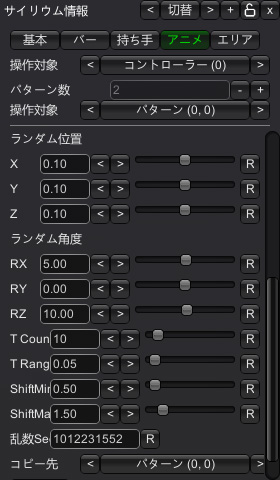 サイリウム情報 < 切替 > + x
基本 バー 持ち手 アニメ エリア
操作対象 < コントローラー (0) >
パターン数 2 - +
操作対象 < パターン (0, 0) >
ランダム位置
X 0.10 < > R
Y 0.10 < > R
Z 0.10 < > R
ランダム角度
RX 5.00 < > R
RY 0.00 < > R
RZ 10.00 < > R
T Coun 10 < > R
T Rang 0.05 < > R
ShiftMin 0.50 < > R
ShiftMa 1.50 < > R
乱数Se 1012231552 R
コピー先 < パターン (0, 0) >